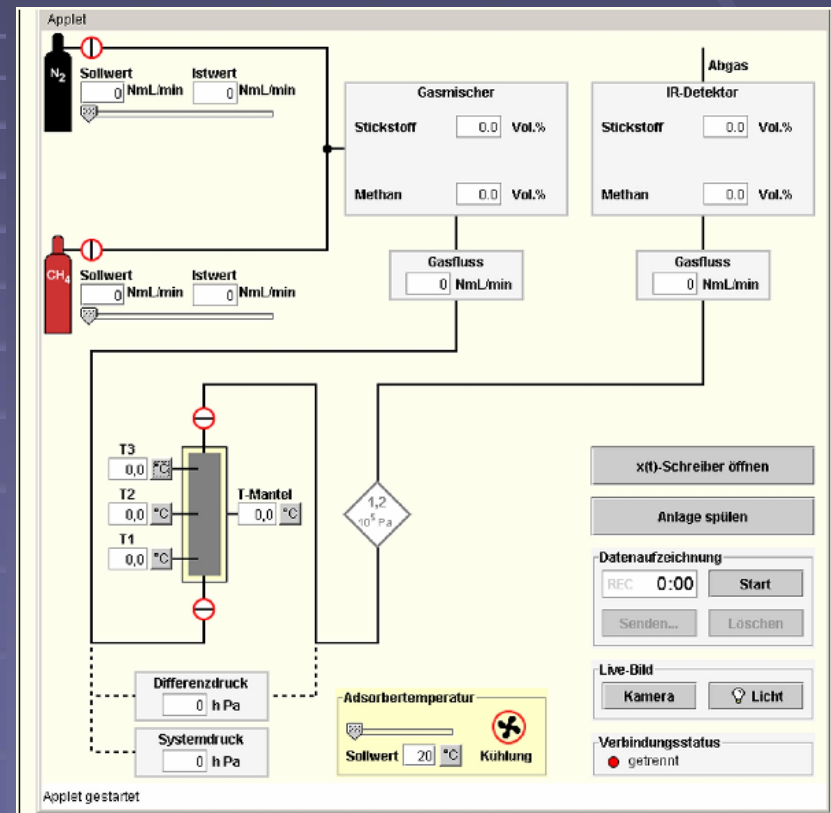 Applet
N2
Sollwert Istwert
0 NmL/min 0 NmL/min
Abgas
Gasmischer
Stickstoff 0.0 Vol.%
Methan 0.0 Vol.%
IR-Detektor
Stickstoff 0.0 Vol.%
Methan 0.0 Vol.%
CH4
Sollwert Istwert
0 NmL/min 0 NmL/min
Gasfluss
0 NmL/min
Gasfluss
0 NmL/min
T3
0,0 °C
T2
0,0 °C
T1
0,0 °C
T-Mantel
0,0 °C
1,2
10⁵ Pa
x(t)-Schreiber öffnen
Anlage spülen
Datenaufzeichnung
REC 0:00 Start
Senden... Löschen
Live-Bild
Kamera Licht
Verbindungsstatus
getrennt
Differenzdruck
0 h Pa
Systemdruck
0 h Pa
Adsorbertemperatur
Sollwert 20 °C Kühlung
Applet gestartet